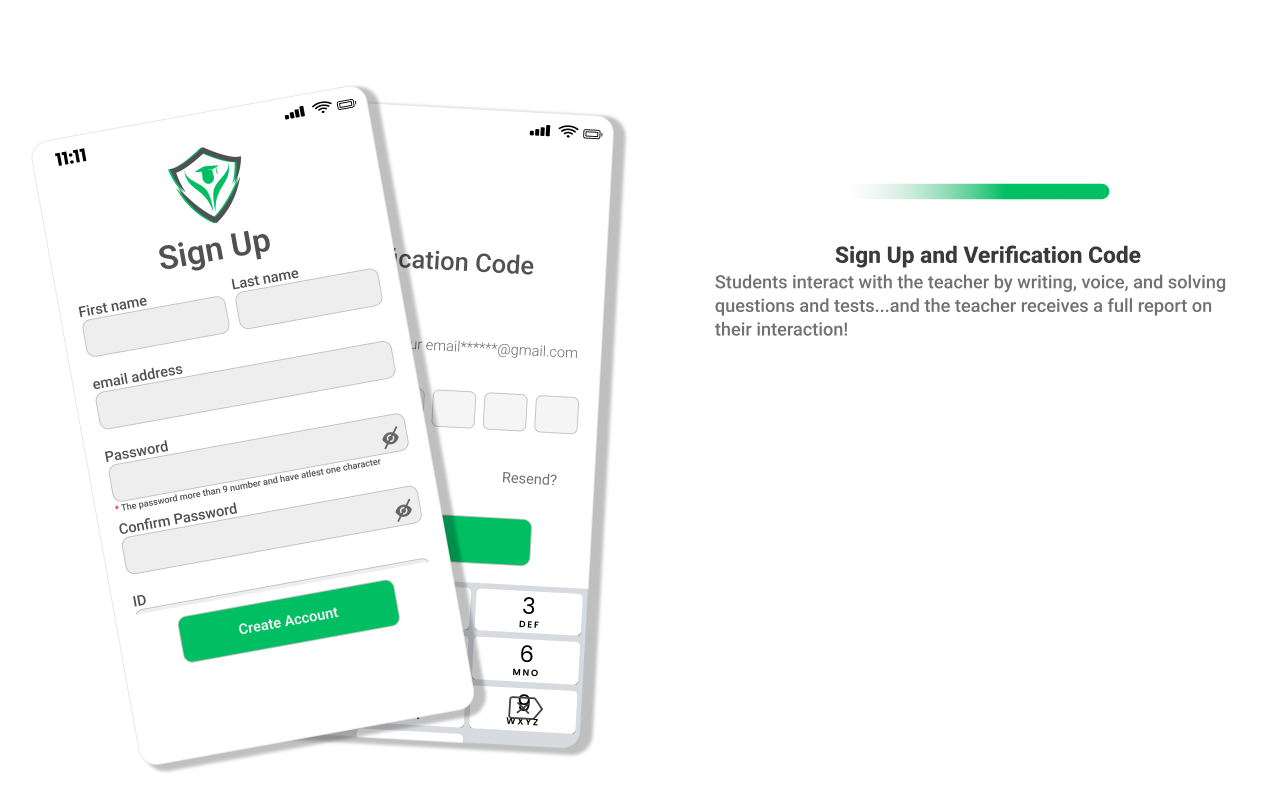 11:11
Sign Up
First name
Last name
email address
Password
* The password more than 9 number and have atlest one character
Confirm Password
ID
Create Account
ication Code
ur email******@gmail.com
Resend?
3
DEF
6
MNO
9
WXYZ
Sign Up and Verification Code
Students interact with the teacher by writing, voice, and solving
questions and tests...and the teacher receives a full report on
their interaction!